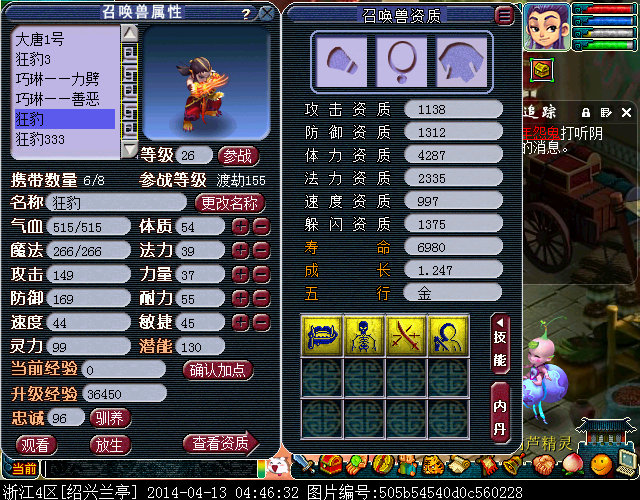 召唤兽属性 ?
大唐1号
狂豹3
巧琳——力劈
巧琳——善恶
狂豹
狂豹333
等级 26 参战
携带数量 6/8 参战等级 渡劫155
名称 狂豹 更改名称
气血 515/515 体质 54
魔法 266/266 法力 39
攻击 149 力量 37
防御 169 耐力 55
速度 44 敏捷 45
灵力 99 潜能 130
当前经验 0 确认加点
升级经验 36450
忠诚 96 驯养
观看 放生 查看资质
召唤兽资质
攻击资质 1138
防御资质 1312
体力资质 4287
法力资质 2335
速度资质 997
躲闪资质 1375
寿命 6980
成长 1.247
五行 金
技能
内丹
追踪
打听阴
的消息。
芦精灵
当前
浙江4区[绍兴兰亭] 2014-04-13 04:46:32 图片编号:505b54540d0c560228